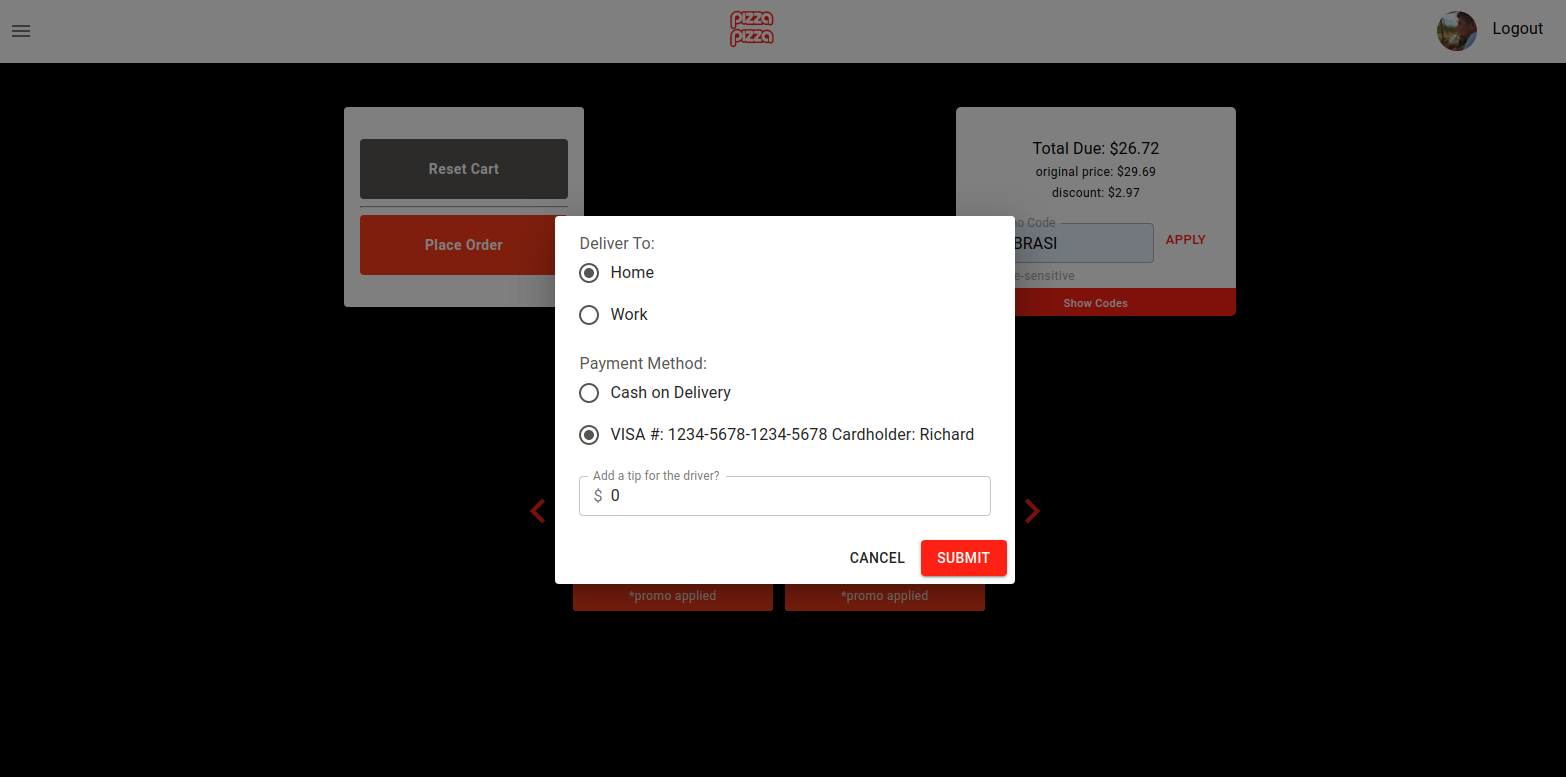 pizza
pizza
Logout
Reset Cart
Place Order
Total Due: $26.72
original price: $29.69
discount: $2.97
Code
BRASI
APPLY
e-sensitive
Show Codes
Deliver To:
Home
Work
Payment Method:
Cash on Delivery
VISA #: 1234-5678-1234-5678 Cardholder: Richard
Add a tip for the driver?
$ 0
CANCEL
SUBMIT
*promo applied
*promo applied